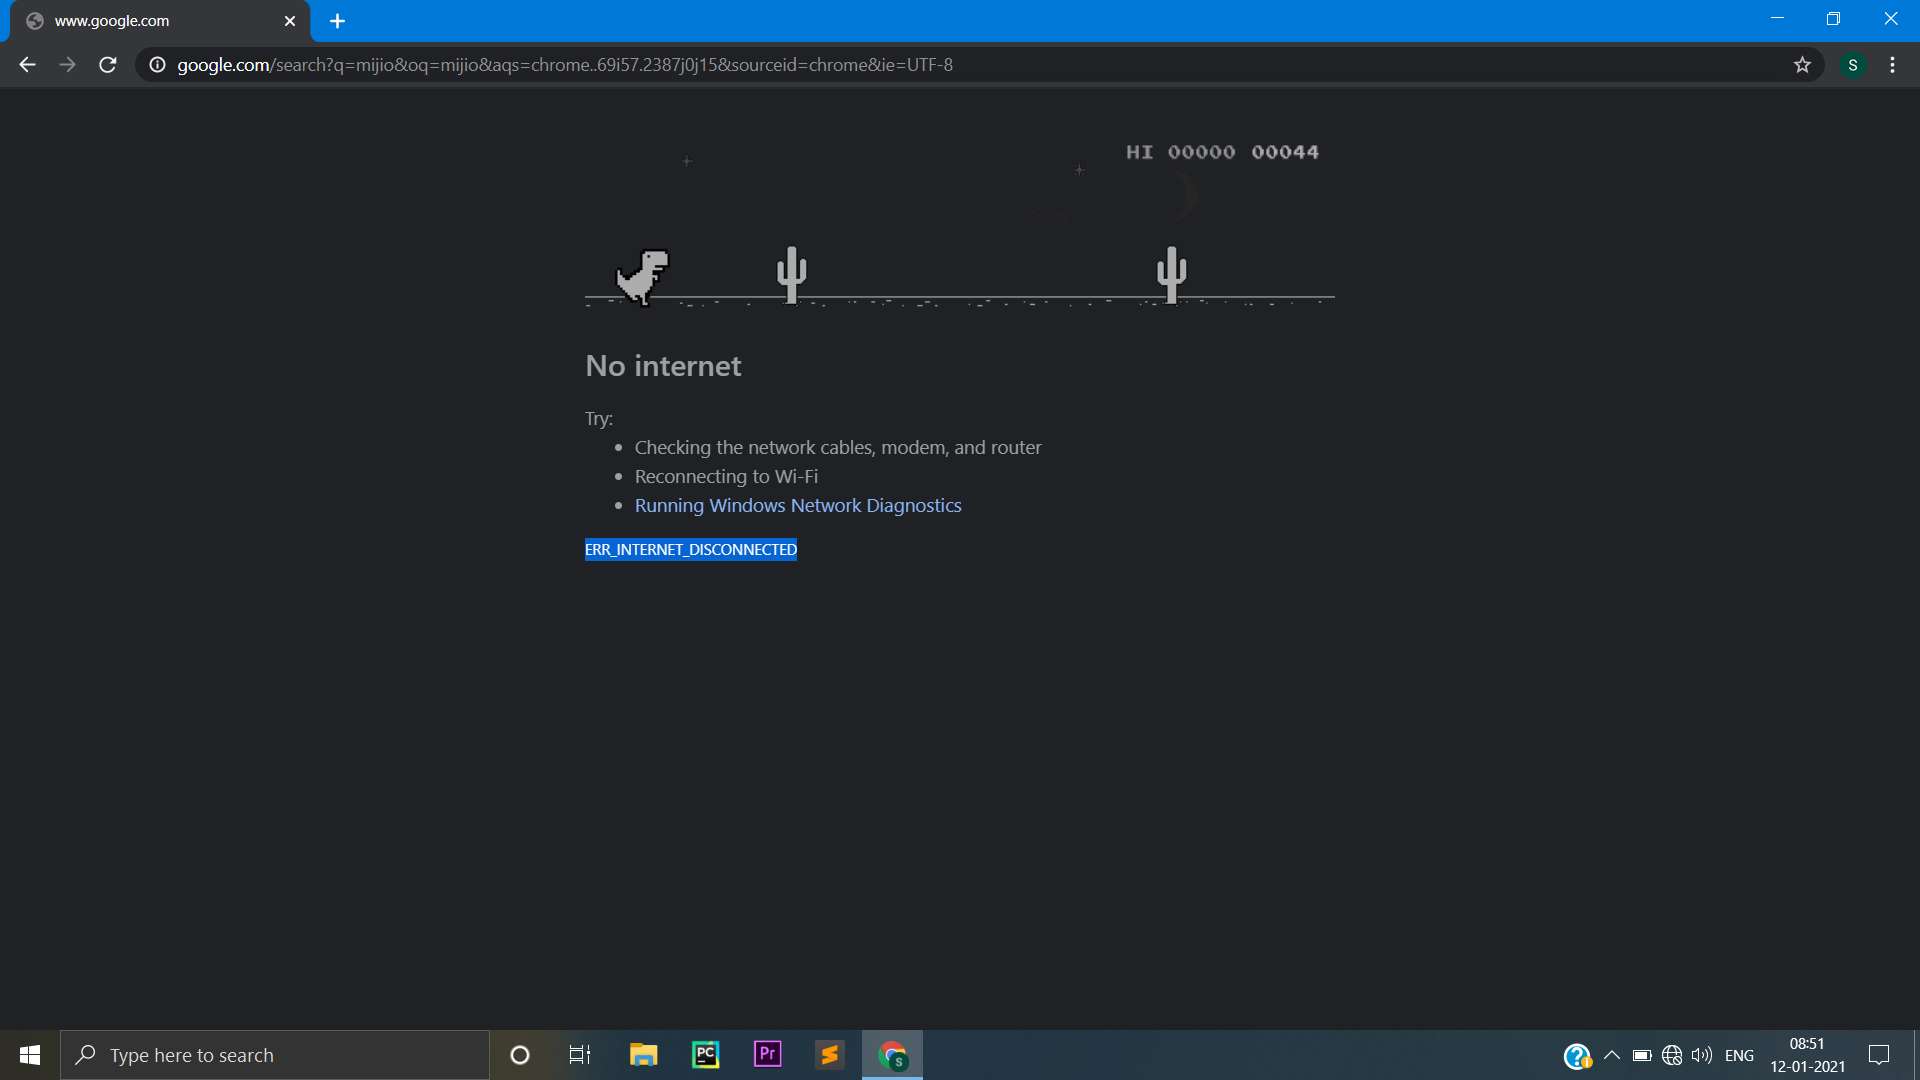 www.google.com
google.com/search?q=mijio&oq=mijio&aqs=chrome..69i57.2387j0j15&sourceid=chrome&ie=UTF-8
S
HI 00000 00044
No internet
Try:
Checking the network cables, modem, and router
Reconnecting to Wi-Fi
Running Windows Network Diagnostics
ERR_INTERNET_DISCONNECTED
Type here to search
PC
Pr
S
ENG
08:51
12-01-2021